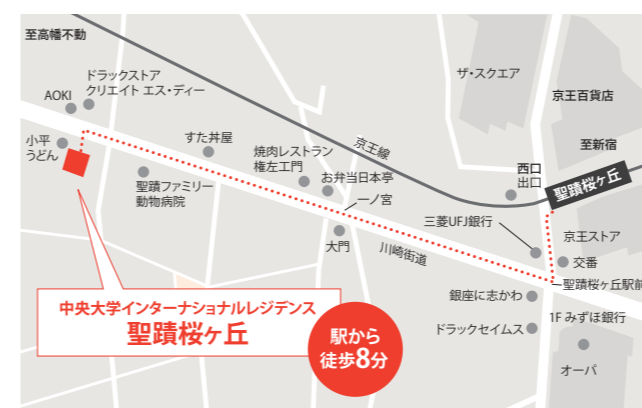 至高幡不動
ドラックストア
クリエイト エス・ディー
AOKI
小平
うどん
聖蹟ファミリー
動物病院
すた丼屋
焼肉レストラン
権左工門
お弁当日本亭
一ノ宮
大門
京王線
川崎街道
ザ・スクエア
京王百貨店
至新宿
西口
出口
聖蹟桜ヶ丘
三菱UFJ銀行
京王ストア
交番
聖蹟桜ヶ丘駅前
銀座に志かわ
ドラックセイムス
1F みずほ銀行
オーパ
中央大学インターナショナルレジデンス
聖蹟桜ヶ丘
駅から
徒歩8分